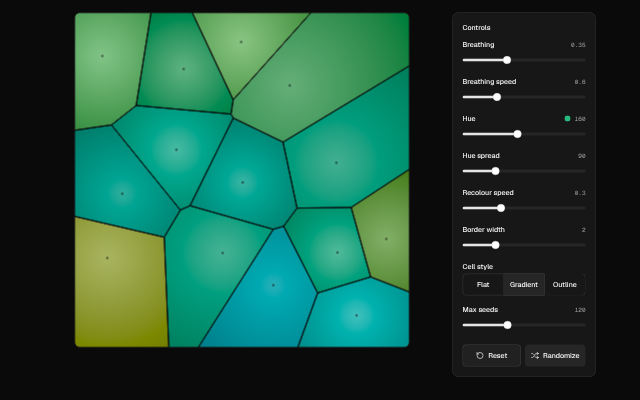 Controls
Breathing 0.35
Breathing speed 0.6
Hue 160
Hue spread 90
Recolour speed 0.3
Border width 2
Cell style
Flat Gradient Outline
Max seeds 120
Reset Randomize